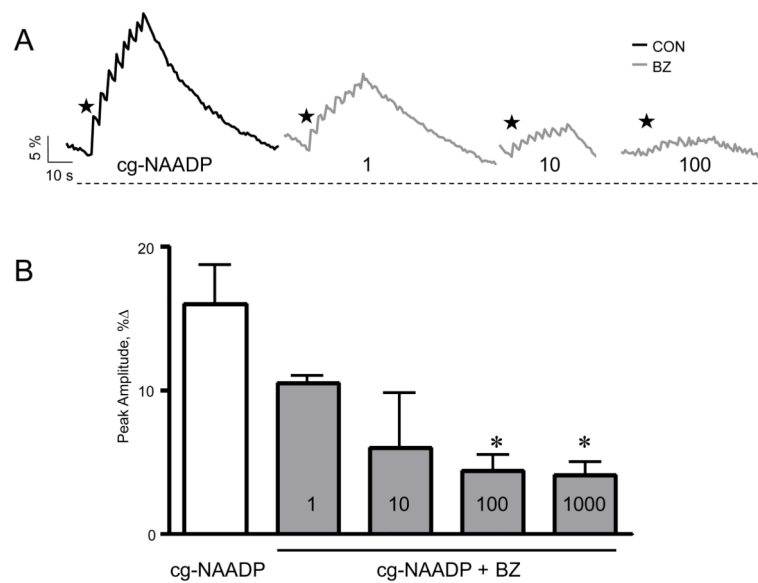 A
CON
BZ
5 %
10 s
cg-NAADP
1
10
100
B
Peak Amplitude, %Δ
20
10
0
*
*
1
10
100
1000
cg-NAADP
cg-NAADP + BZ